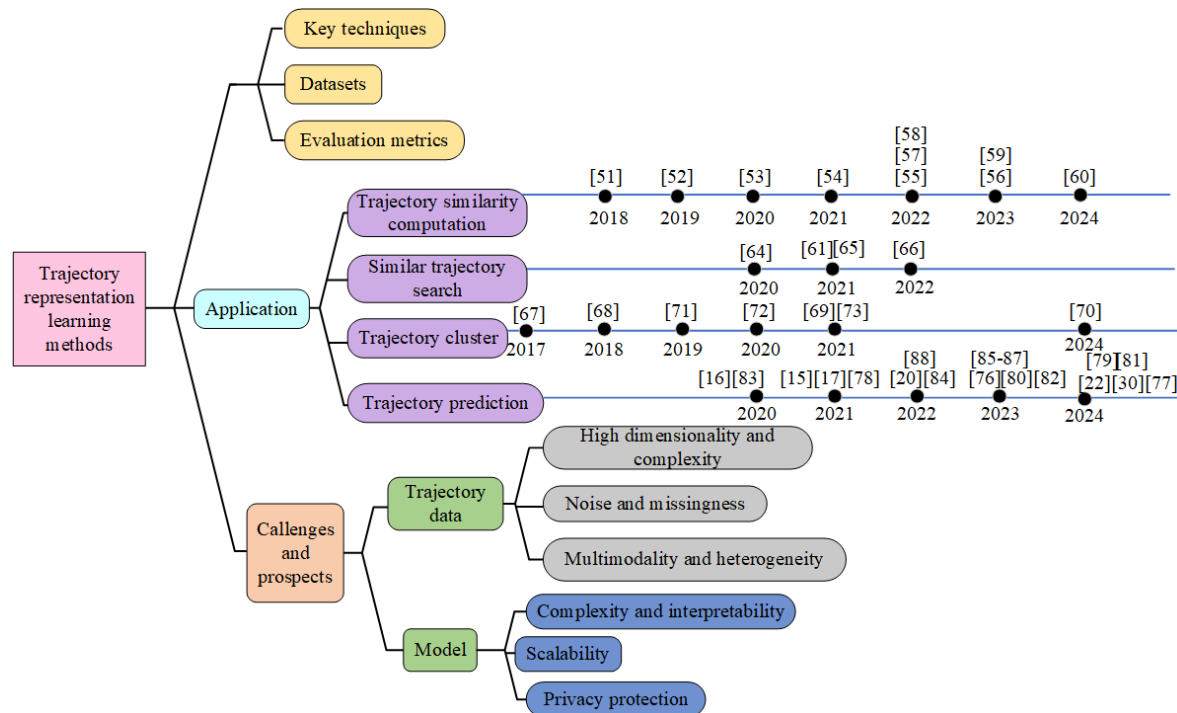 Key techniques
Datasets
Evaluation metrics
Trajectory
representation
learning
methods
Application
Trajectory similarity
computation
[51]
[52]
[53]
[54]
[58]
[57]
[55]
[59]
[56]
[60]
2018
2019
2020
2021
2022
2023
2024
Similar trajectory
search
[64]
[61][65]
[66]
2020
2021
2022
Trajectory cluster
[67]
[68]
[71]
[72]
[69][73]
[70]
2017
2018
2019
2020
2021
2024
Trajectory prediction
[16][83]
[15][17][78]
[88]
[20][84]
[85-87]
[76][80][82]
[79][81]
[22][30][77]
2020
2021
2022
2023
2024
Callenges
and
prospects
Trajectory
data
High dimensionality and
complexity
Noise and missingness
Multimodality and heterogeneity
Model
Complexity and interpretability
Scalability
Privacy protection